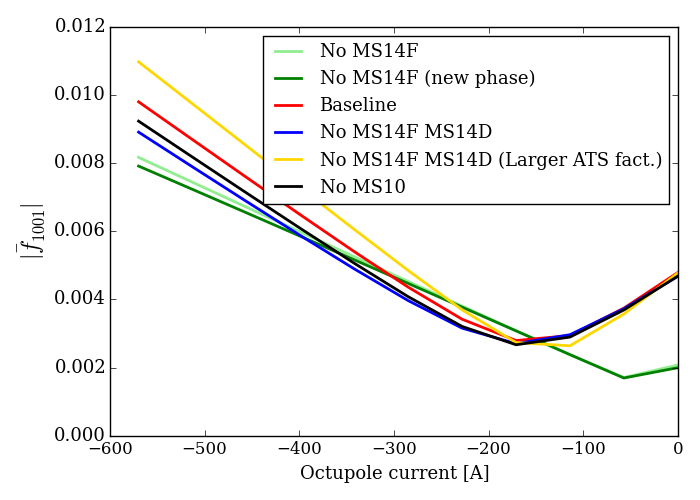 0.012
0.010
0.008
0.006
0.004
0.002
0.000
|f̄1001|
No MS14F
No MS14F (new phase)
Baseline
No MS14F MS14D
No MS14F MS14D (Larger ATS fact.)
No MS10
−600 −500 −400 −300 −200 −100 0
Octupole current [A]